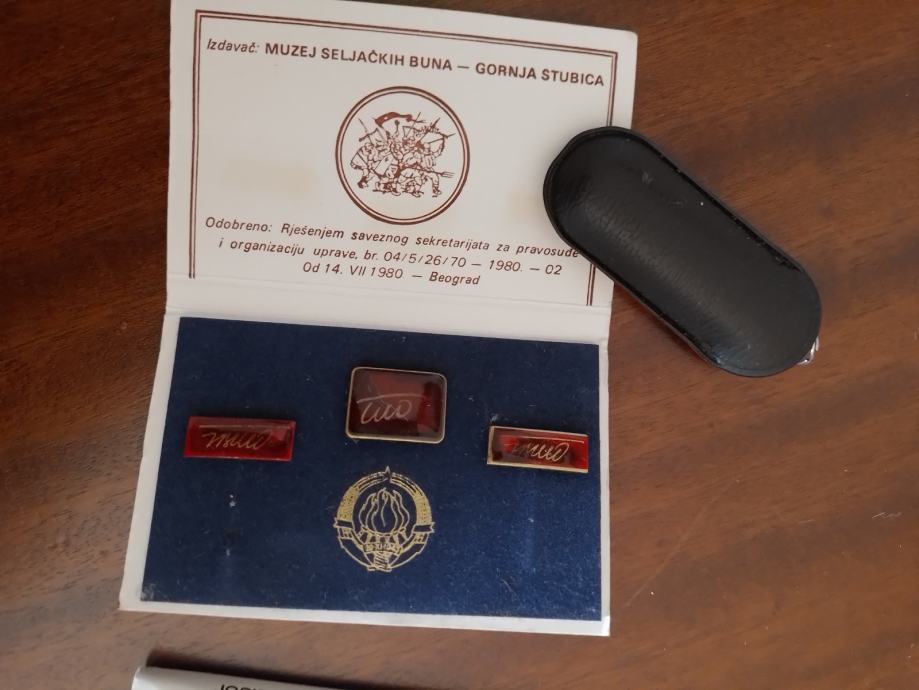 Izdavač: MUZEJ SELJAČKIH BUNA — GORNJA STUBICA
Odobreno: Rješenjem saveznog sekretarijata za pravosuđe
i organizaciju uprave, br. 04/5/26/70 — 1980. — 02
Od 14. VII 1980 — Beograd
Tito
Tito
Tito